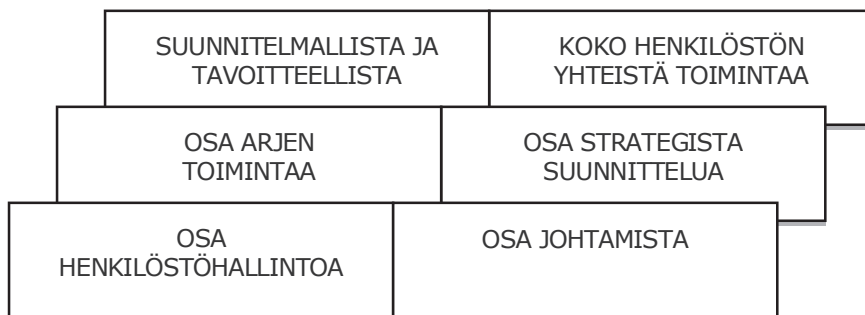 SUUNNITELMALLISTA JA
TAVOITTEELLISTA
KOKO HENKILÖSTÖN
YHTEISTÄ TOIMINTAA
OSA ARJEN
TOIMINTAA
OSA STRATEGISTA
SUUNNITTELUA
OSA
HENKILÖSTÖHALLINTOA
OSA JOHTAMISTA